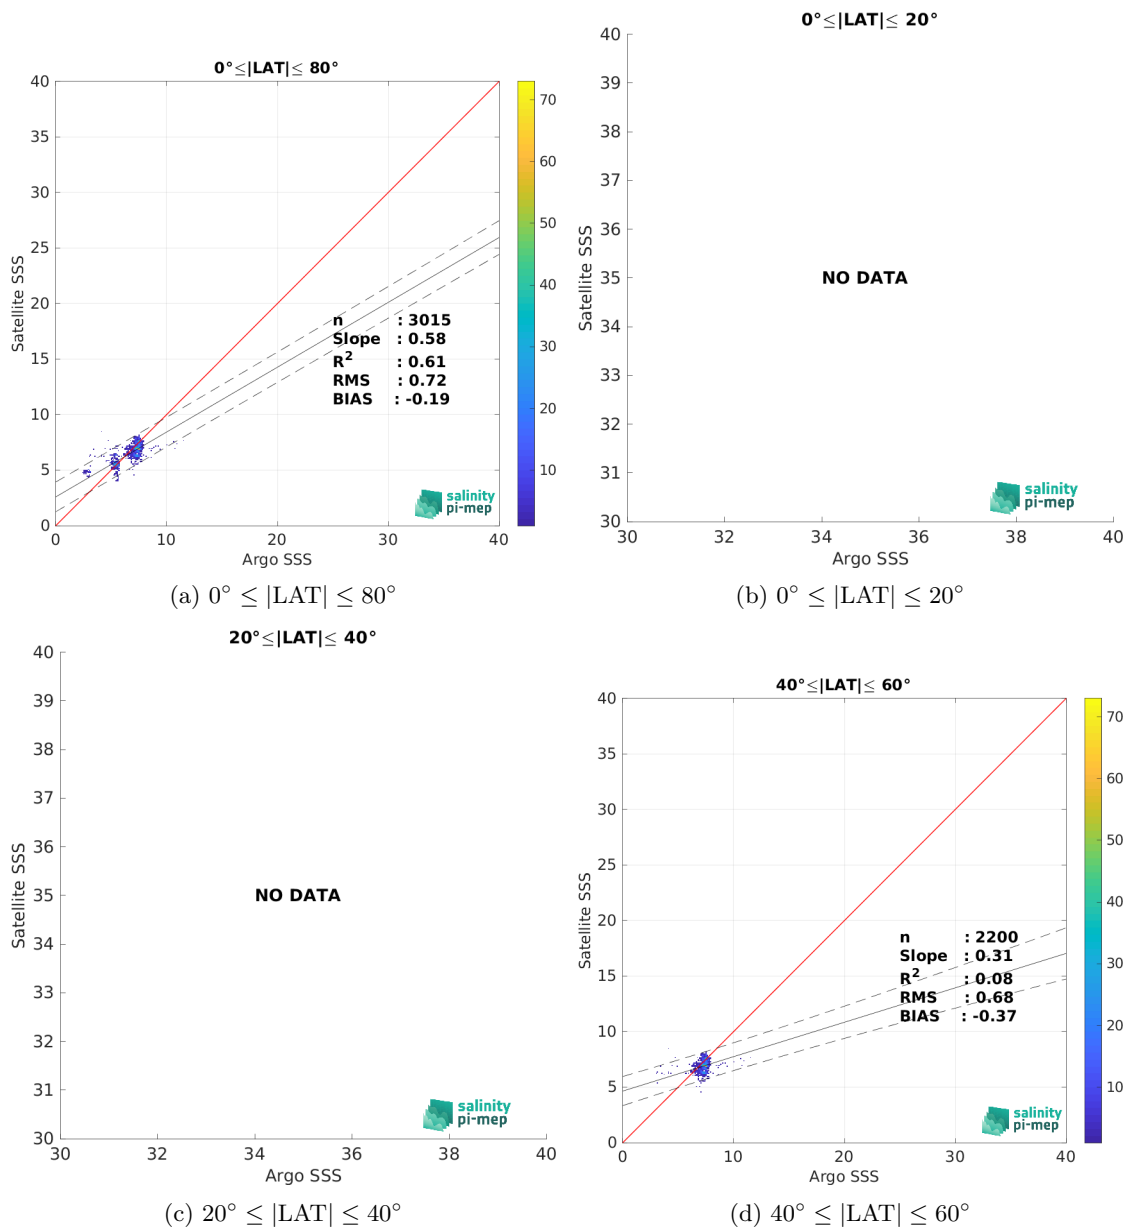 0°≤|LAT|≤ 80°
40
35
30
25
20
15
10
5
0
0
10
20
30
40
Satellite SSS
Argo SSS
n : 3015
Slope : 0.58
R² : 0.61
RMS : 0.72
BIAS : -0.19
salinity
pi-mep
70
60
50
40
30
20
10
(a) 0° ≤ |LAT| ≤ 80°
0°≤|LAT|≤ 20°
40
39
38
37
36
35
34
33
32
31
30
30
32
34
36
38
40
Satellite SSS
Argo SSS
NO DATA
salinity
pi-mep
(b) 0° ≤ |LAT| ≤ 20°
20°≤|LAT|≤ 40°
40
39
38
37
36
35
34
33
32
31
30
30
32
34
36
38
40
Satellite SSS
Argo SSS
NO DATA
salinity
pi-mep
(c) 20° ≤ |LAT| ≤ 40°
40°≤|LAT|≤ 60°
40
35
30
25
20
15
10
5
0
0
10
20
30
40
Satellite SSS
Argo SSS
n : 2200
Slope : 0.31
R² : 0.08
RMS : 0.68
BIAS : -0.37
salinity
pi-mep
70
60
50
40
30
20
10
(d) 40° ≤ |LAT| ≤ 60°